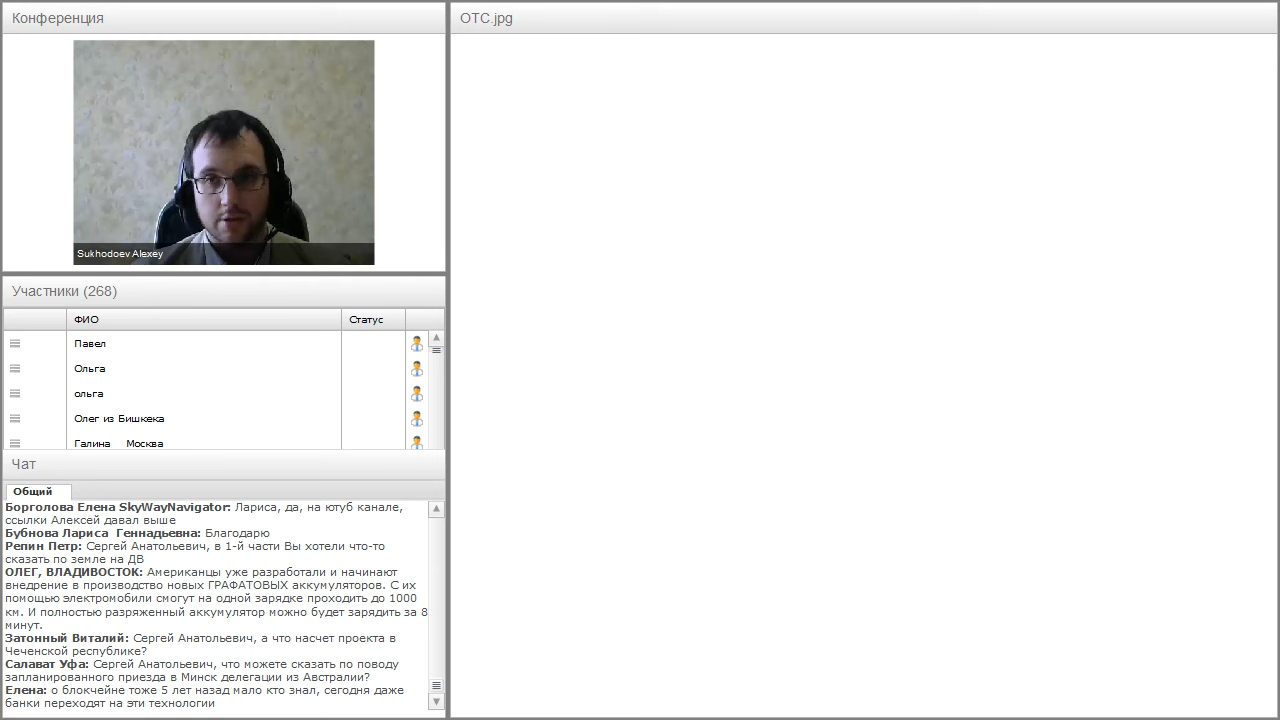 Конференция
OTC.jpg
Sukhodoev Alexey
Участники (268)
ФИО
Статус
Павел
Ольга
ольга
Олег из Бишкека
Галина Москва
Чат
Общий
Борголова Елена SkyWayNavigator: Лариса, да, на ютуб канале,
ссылки Алексей давал выше
Бубнова Лариса Геннадьевна: Благодарю
Репин Петр: Сергей Анатольевич, в 1-й части Вы хотели что-то
сказать по земле на ДВ
ОЛЕГ, ВЛАДИВОСТОК: Американцы уже разработали и начинают
внедрение в производство новых ГРАФАТОВЫХ аккумуляторов. С их
помощью электромобили смогут на одной зарядке проходить до 1000
км. И полностью разряженный аккумулятор можно будет зарядить за 8
минут.
Затонный Виталий: Сергей Анатольевич, а что насчет проекта в
Чеченской республике?
Салават Уфа: Сергей Анатольевич, что можете сказать по поводу
запланированного приезда в Минск делегации из Австралии?
Елена: о блокчейне тоже 5 лет назад мало кто знал, сегодня даже
банки переходят на эти технологии